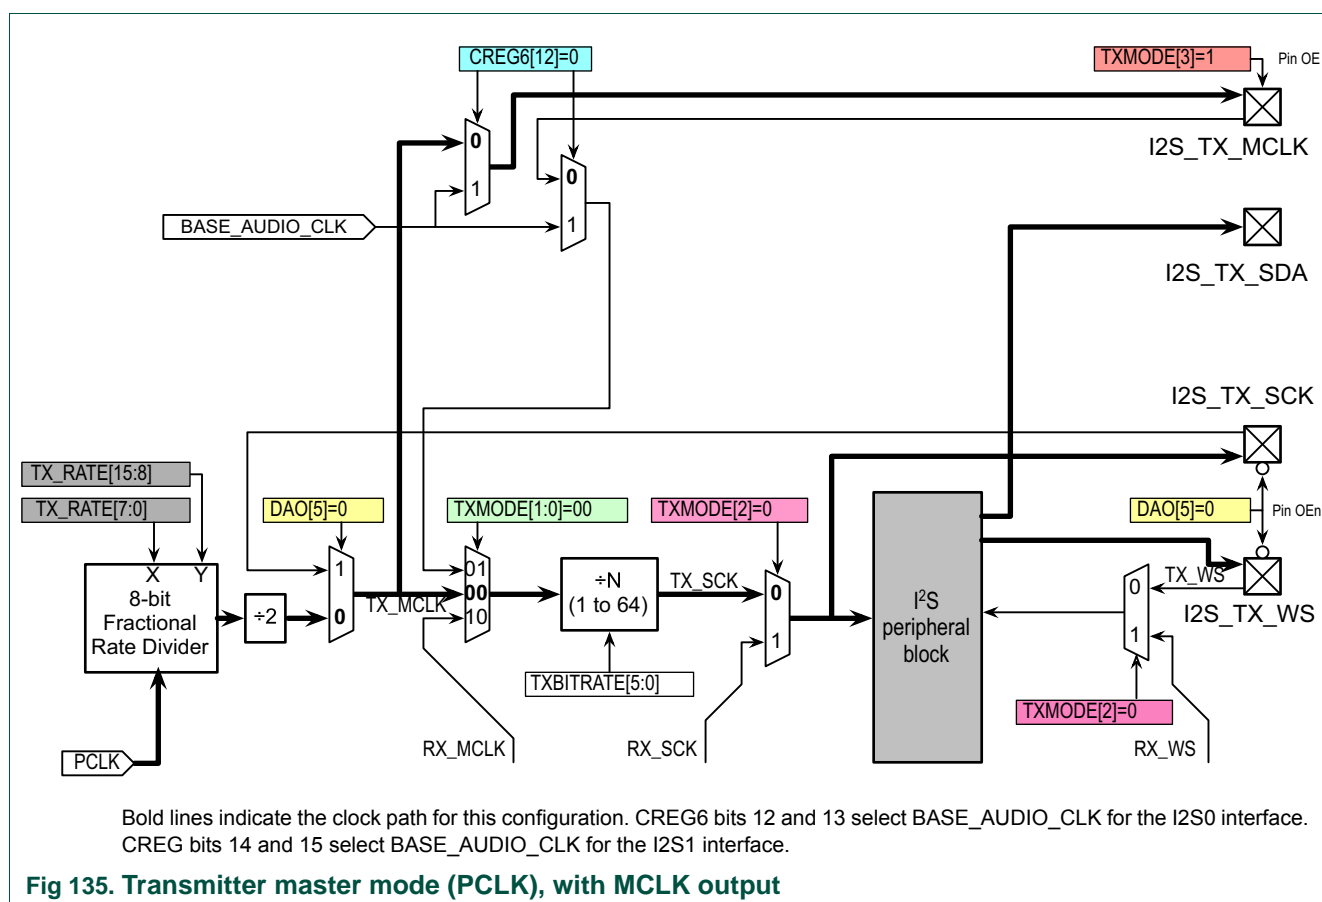 CREG6[12]=0
TXMODE[3]=1
Pin OE
0
1
I2S_TX_MCLK
0
1
BASE_AUDIO_CLK
I2S_TX_SDA
I2S_TX_SCK
TX_RATE[15:8]
TX_RATE[7:0]
DAO[5]=0
TXMODE[1:0]=00
TXMODE[2]=0
DAO[5]=0
Pin OEn
X
Y
8-bit
Fractional
Rate Divider
÷2
1
0
TX_MCLK
01
00
10
÷N
(1 to 64)
TX_SCK
0
1
I²S
peripheral
block
0
1
TX_WS
I2S_TX_WS
TXBITRATE[5:0]
TXMODE[2]=0
PCLK
RX_MCLK
RX_SCK
RX_WS
Bold lines indicate the clock path for this configuration. CREG6 bits 12 and 13 select BASE_AUDIO_CLK for the I2S0 interface.
CREG bits 14 and 15 select BASE_AUDIO_CLK for the I2S1 interface.
Fig 135. Transmitter master mode (PCLK), with MCLK output